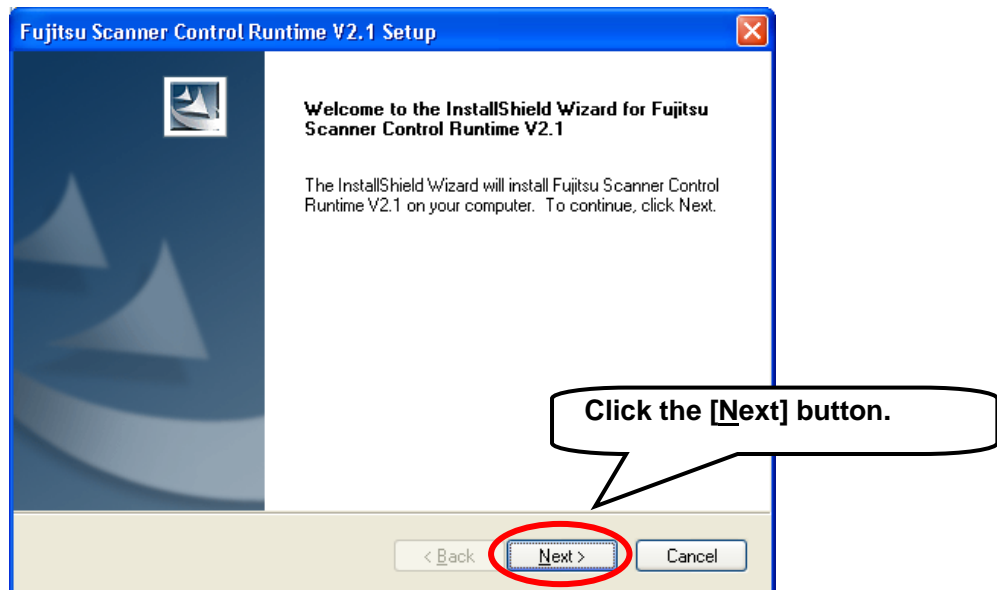 Fujitsu Scanner Control Runtime V2.1 Setup
Welcome to the InstallShield Wizard for Fujitsu
Scanner Control Runtime V2.1
The InstallShield Wizard will install Fujitsu Scanner Control
Runtime V2.1 on your computer. To continue, click Next.
Click the [Next] button.
< Back
Next >
Cancel